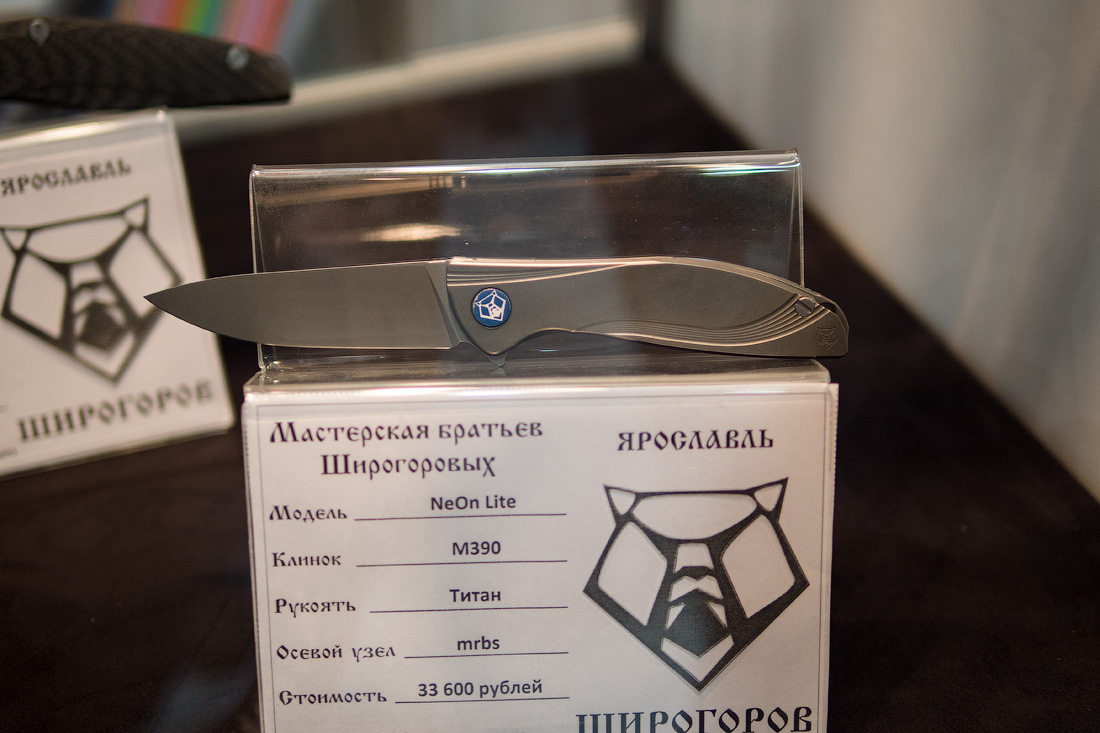 ЯРОСЛАВЛЬ
ШИРОГОРОВ
Мастерская братьев
Широгоровых
Модель NeOn Lite
Клинок M390
Рукоять Титан
Осевой узел mrbs
Стоимость 33 600 рублей
ЯРОСЛАВЛЬ
ШИРОГОРОВ